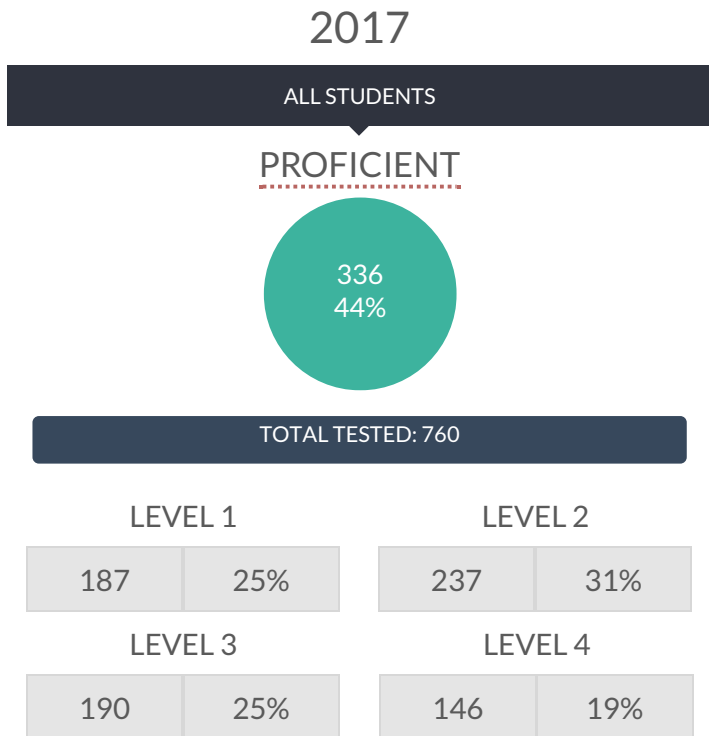 2017
ALL STUDENTS
PROFICIENT
336
44%
TOTAL TESTED: 760
LEVEL 1 LEVEL 2
187 25% 237 31%
LEVEL 3 LEVEL 4
190 25% 146 19%